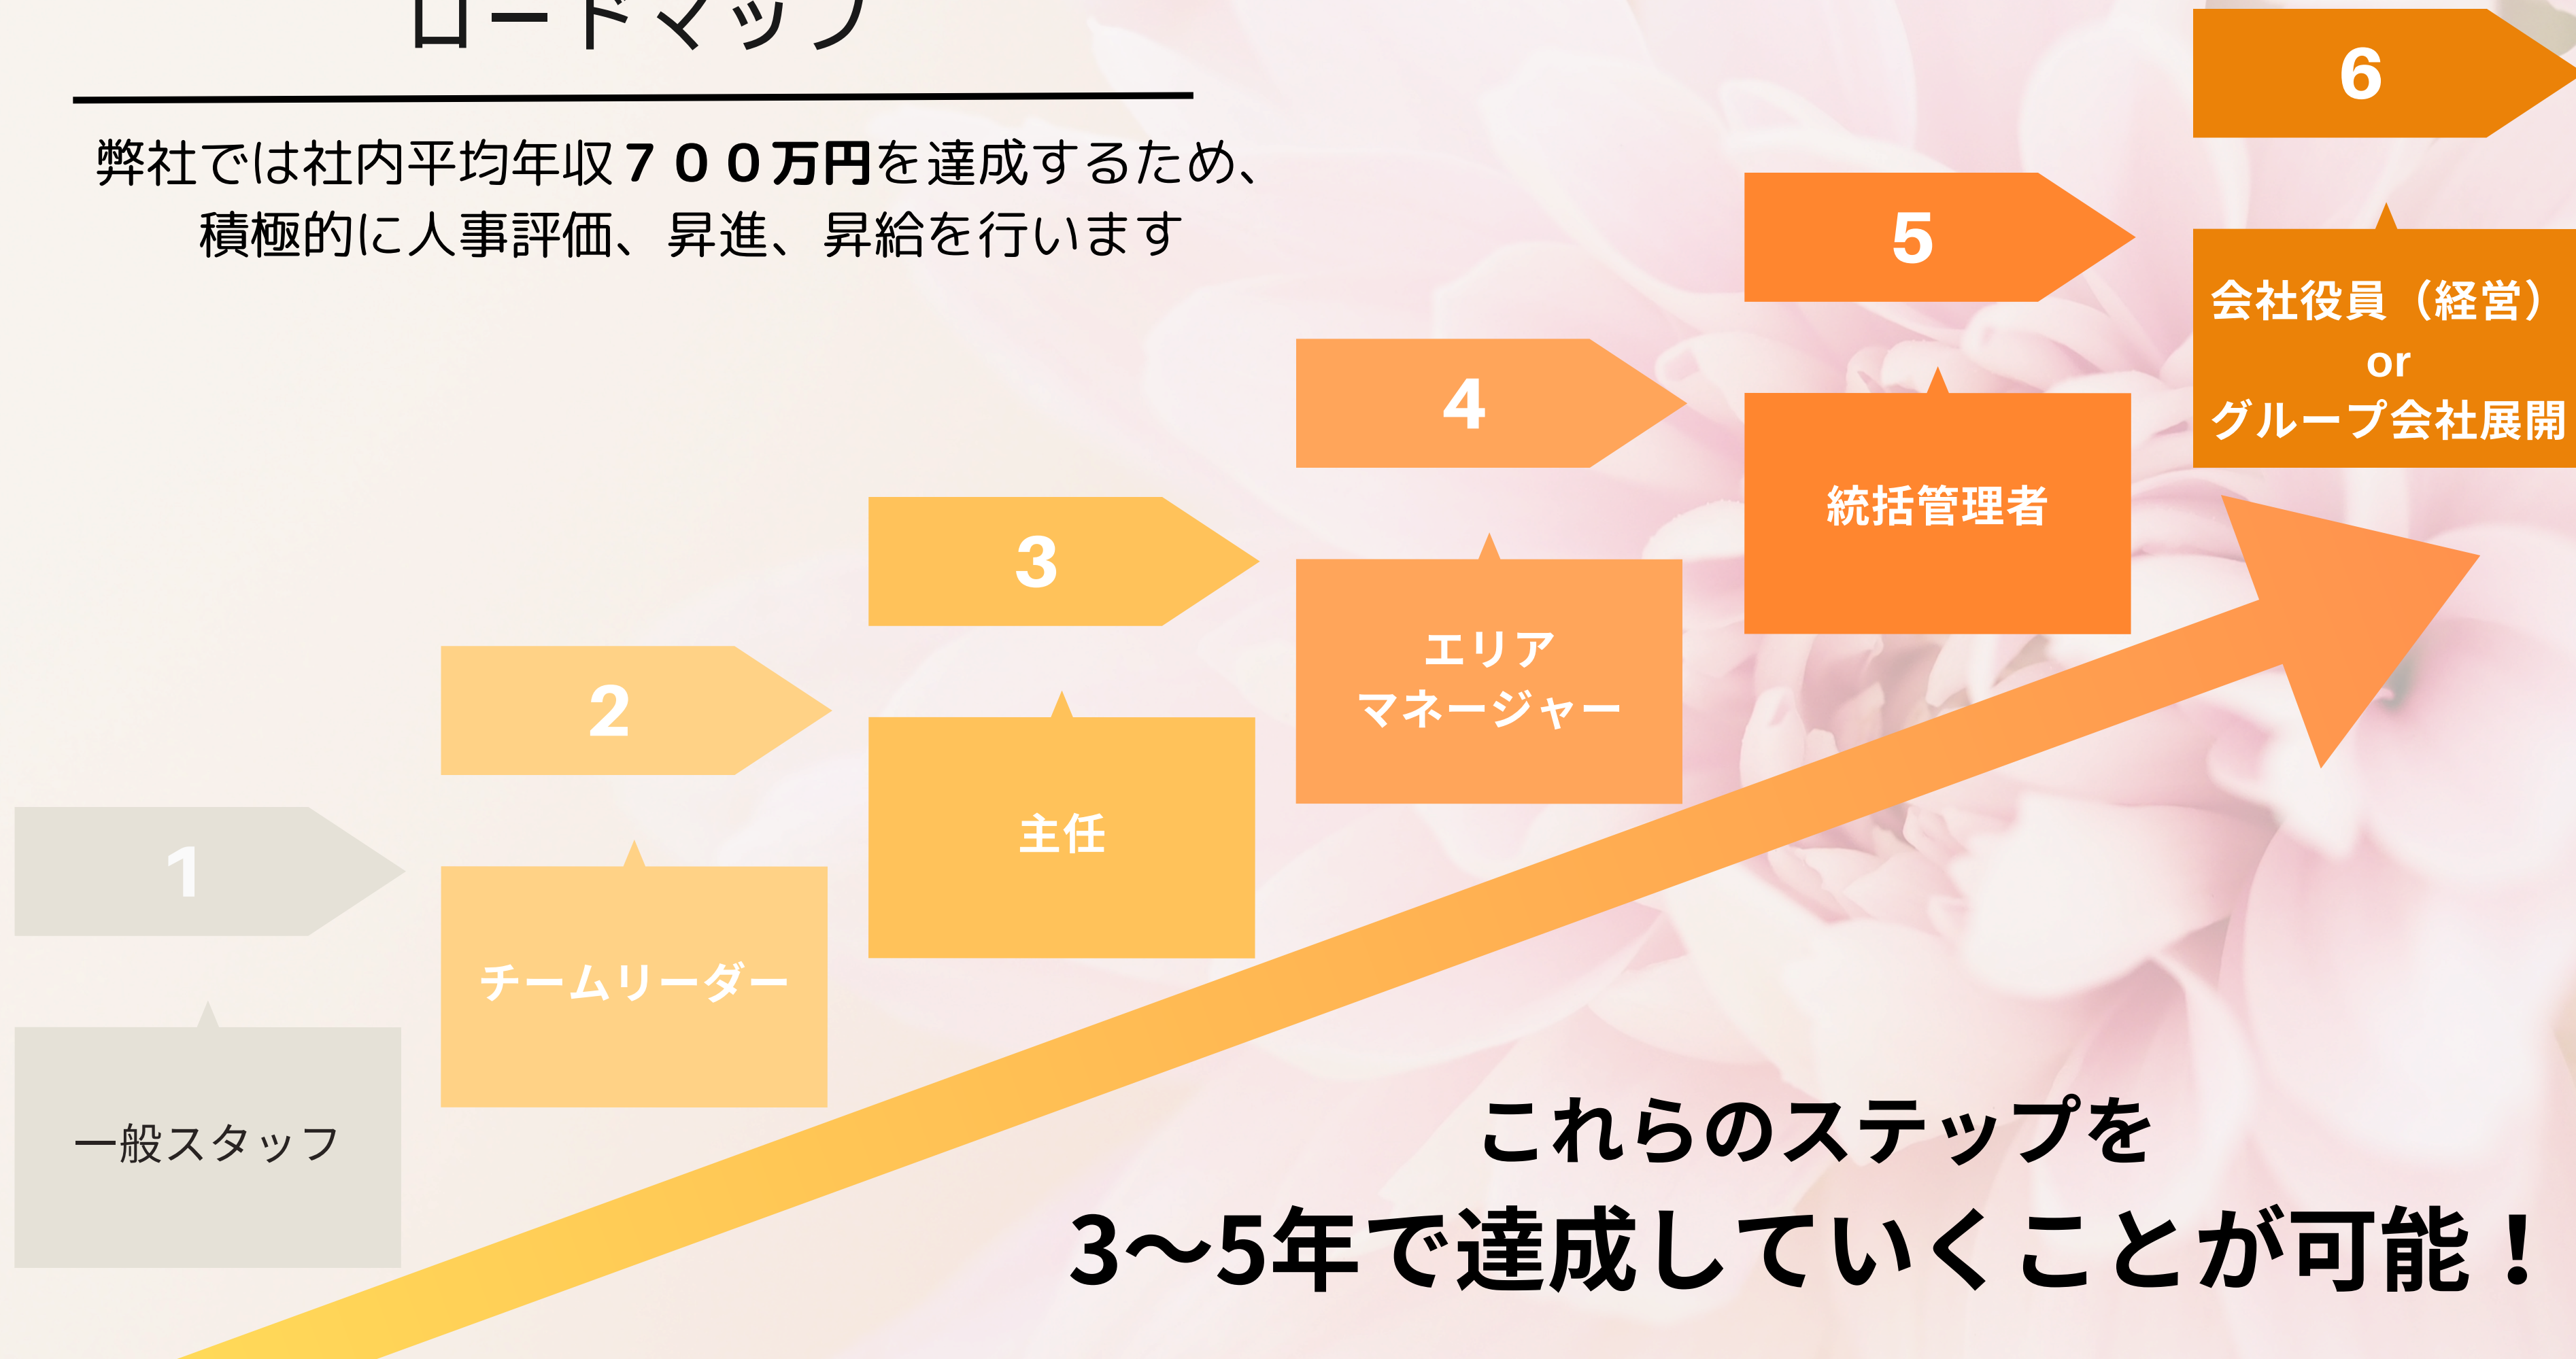 ロードマップ
弊社では社内平均年収７００万円を達成するため、
積極的に人事評価、昇進、昇給を行います
1
一般スタッフ
2
チームリーダー
3
主任
4
エリア
マネージャー
5
統括管理者
6
会社役員（経営）
or
グループ会社展開
これらのステップを
3〜5年で達成していくことが可能！